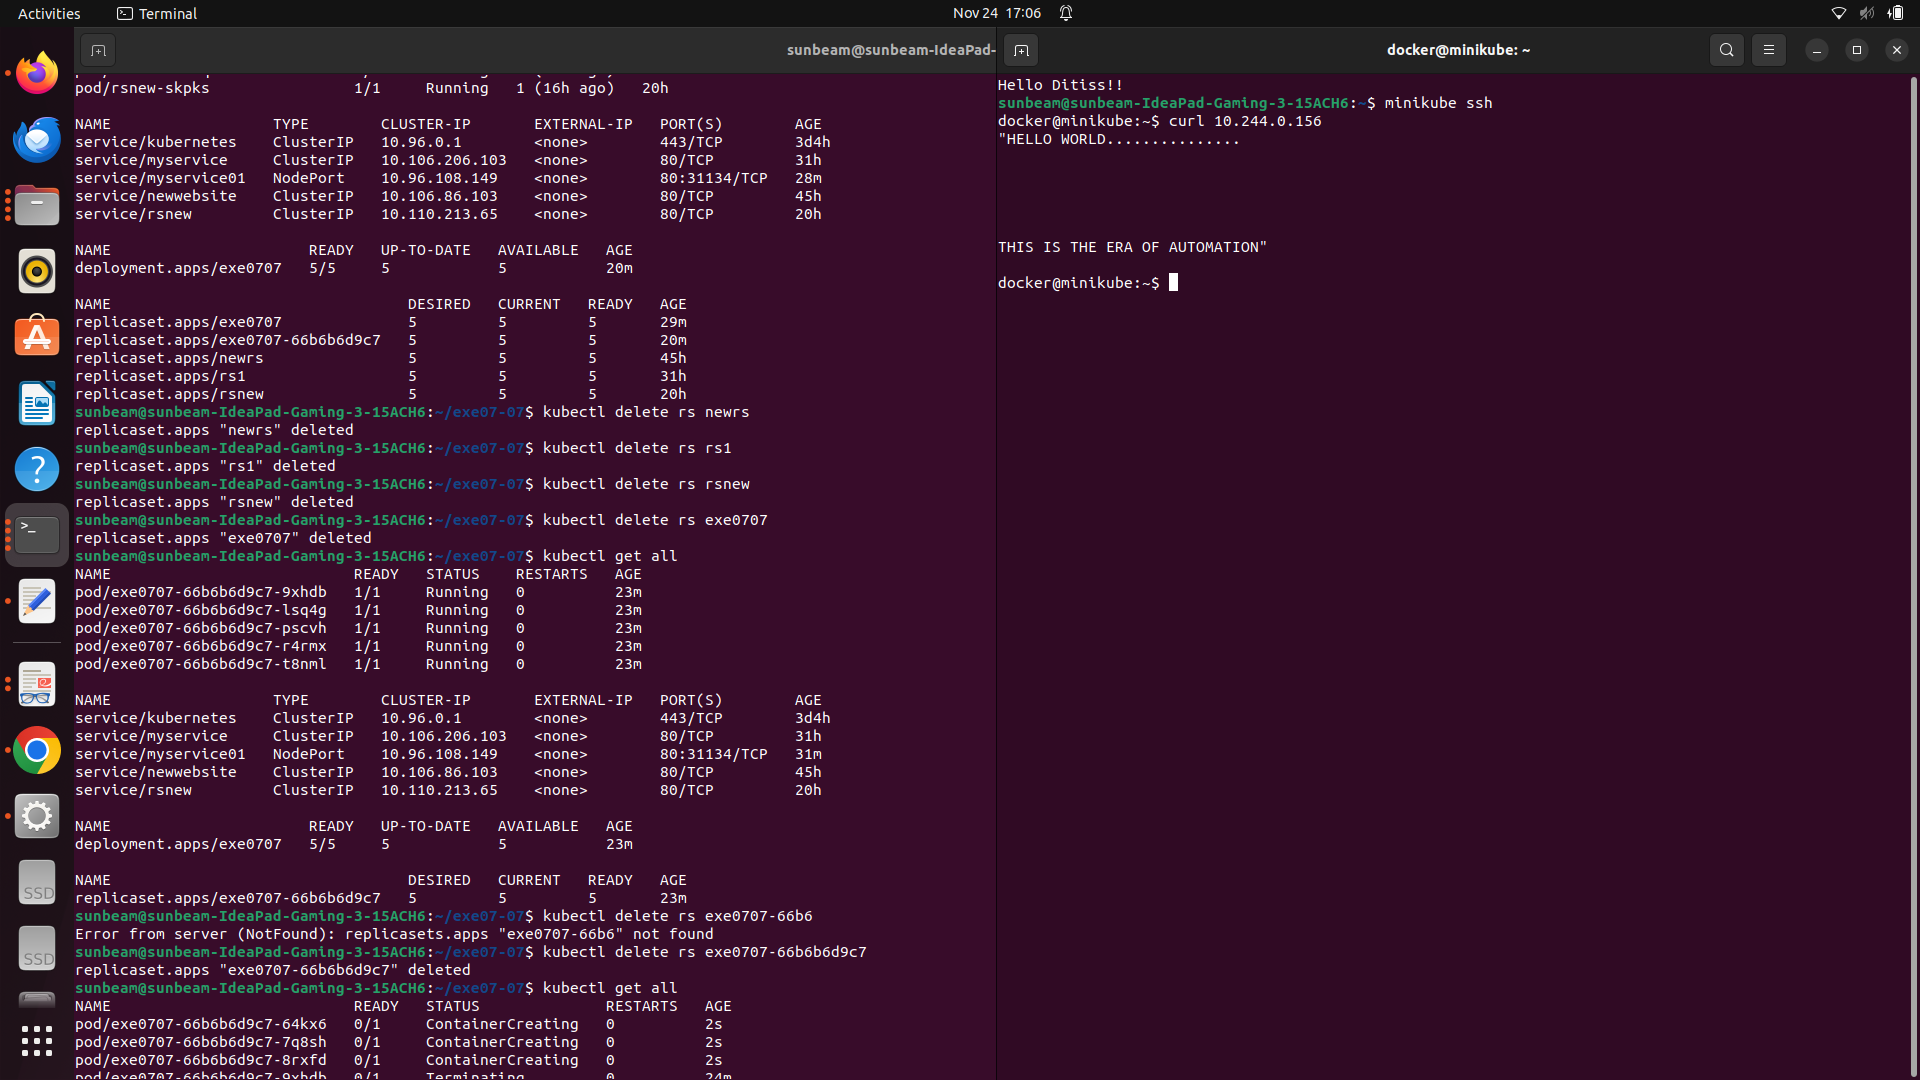 Activities
Terminal
Nov 24 17:06
sunbeam@sunbeam-IdeaPad-
pod/rsnew-skpks 1/1 Running 1 (16h ago) 20h
NAME TYPE CLUSTER-IP EXTERNAL-IP PORT(S) AGE
service/kubernetes ClusterIP 10.96.0.1 <none> 443/TCP 3d4h
service/myservice ClusterIP 10.106.206.103 <none> 80/TCP 31h
service/myservice01 NodePort 10.96.108.149 <none> 80:31134/TCP 28m
service/newwebsite ClusterIP 10.106.86.103 <none> 80/TCP 45h
service/rsnew ClusterIP 10.110.213.65 <none> 80/TCP 20h
NAME READY UP-TO-DATE AVAILABLE AGE
deployment.apps/exe0707 5/5 5 5 20m
NAME DESIRED CURRENT READY AGE
replicaset.apps/exe0707 5 5 5 29m
replicaset.apps/exe0707-66b6b6d9c7 5 5 5 20m
replicaset.apps/newrs 5 5 5 45h
replicaset.apps/rs1 5 5 5 31h
replicaset.apps/rsnew 5 5 5 20h
sunbeam@sunbeam-IdeaPad-Gaming-3-15ACH6:~/exe07-07$ kubectl delete rs newrs
replicaset.apps "newrs" deleted
sunbeam@sunbeam-IdeaPad-Gaming-3-15ACH6:~/exe07-07$ kubectl delete rs rs1
replicaset.apps "rs1" deleted
sunbeam@sunbeam-IdeaPad-Gaming-3-15ACH6:~/exe07-07$ kubectl delete rs rsnew
replicaset.apps "rsnew" deleted
sunbeam@sunbeam-IdeaPad-Gaming-3-15ACH6:~/exe07-07$ kubectl delete rs exe0707
replicaset.apps "exe0707" deleted
sunbeam@sunbeam-IdeaPad-Gaming-3-15ACH6:~/exe07-07$ kubectl get all
NAME READY STATUS RESTARTS AGE
pod/exe0707-66b6b6d9c7-9xhdb 1/1 Running 0 23m
pod/exe0707-66b6b6d9c7-lsq4g 1/1 Running 0 23m
pod/exe0707-66b6b6d9c7-pscvh 1/1 Running 0 23m
pod/exe0707-66b6b6d9c7-r4rmx 1/1 Running 0 23m
pod/exe0707-66b6b6d9c7-t8nml 1/1 Running 0 23m
NAME TYPE CLUSTER-IP EXTERNAL-IP PORT(S) AGE
service/kubernetes ClusterIP 10.96.0.1 <none> 443/TCP 3d4h
service/myservice ClusterIP 10.106.206.103 <none> 80/TCP 31h
service/myservice01 NodePort 10.96.108.149 <none> 80:31134/TCP 31m
service/newwebsite ClusterIP 10.106.86.103 <none> 80/TCP 45h
service/rsnew ClusterIP 10.110.213.65 <none> 80/TCP 20h
NAME READY UP-TO-DATE AVAILABLE AGE
deployment.apps/exe0707 5/5 5 5 23m
NAME DESIRED CURRENT READY AGE
replicaset.apps/exe0707-66b6b6d9c7 5 5 5 23m
sunbeam@sunbeam-IdeaPad-Gaming-3-15ACH6:~/exe07-07$ kubectl delete rs exe0707-66b6
Error from server (NotFound): replicasets.apps "exe0707-66b6" not found
sunbeam@sunbeam-IdeaPad-Gaming-3-15ACH6:~/exe07-07$ kubectl delete rs exe0707-66b6b6d9c7
replicaset.apps "exe0707-66b6b6d9c7" deleted
sunbeam@sunbeam-IdeaPad-Gaming-3-15ACH6:~/exe07-07$ kubectl get all
NAME READY STATUS RESTARTS AGE
pod/exe0707-66b6b6d9c7-64kx6 0/1 ContainerCreating 0 2s
pod/exe0707-66b6b6d9c7-7q8sh 0/1 ContainerCreating 0 2s
pod/exe0707-66b6b6d9c7-8rxfd 0/1 ContainerCreating 0 2s
pod/exe0707-66b6b6d9c7-9xhdb 0/1 Terminating 0 24m
docker@minikube: ~
Hello Ditiss!!
sunbeam@sunbeam-IdeaPad-Gaming-3-15ACH6:~$ minikube ssh
docker@minikube:~$ curl 10.244.0.156
"HELLO WORLD...............
THIS IS THE ERA OF AUTOMATION"
docker@minikube:~$
SSD
SSD